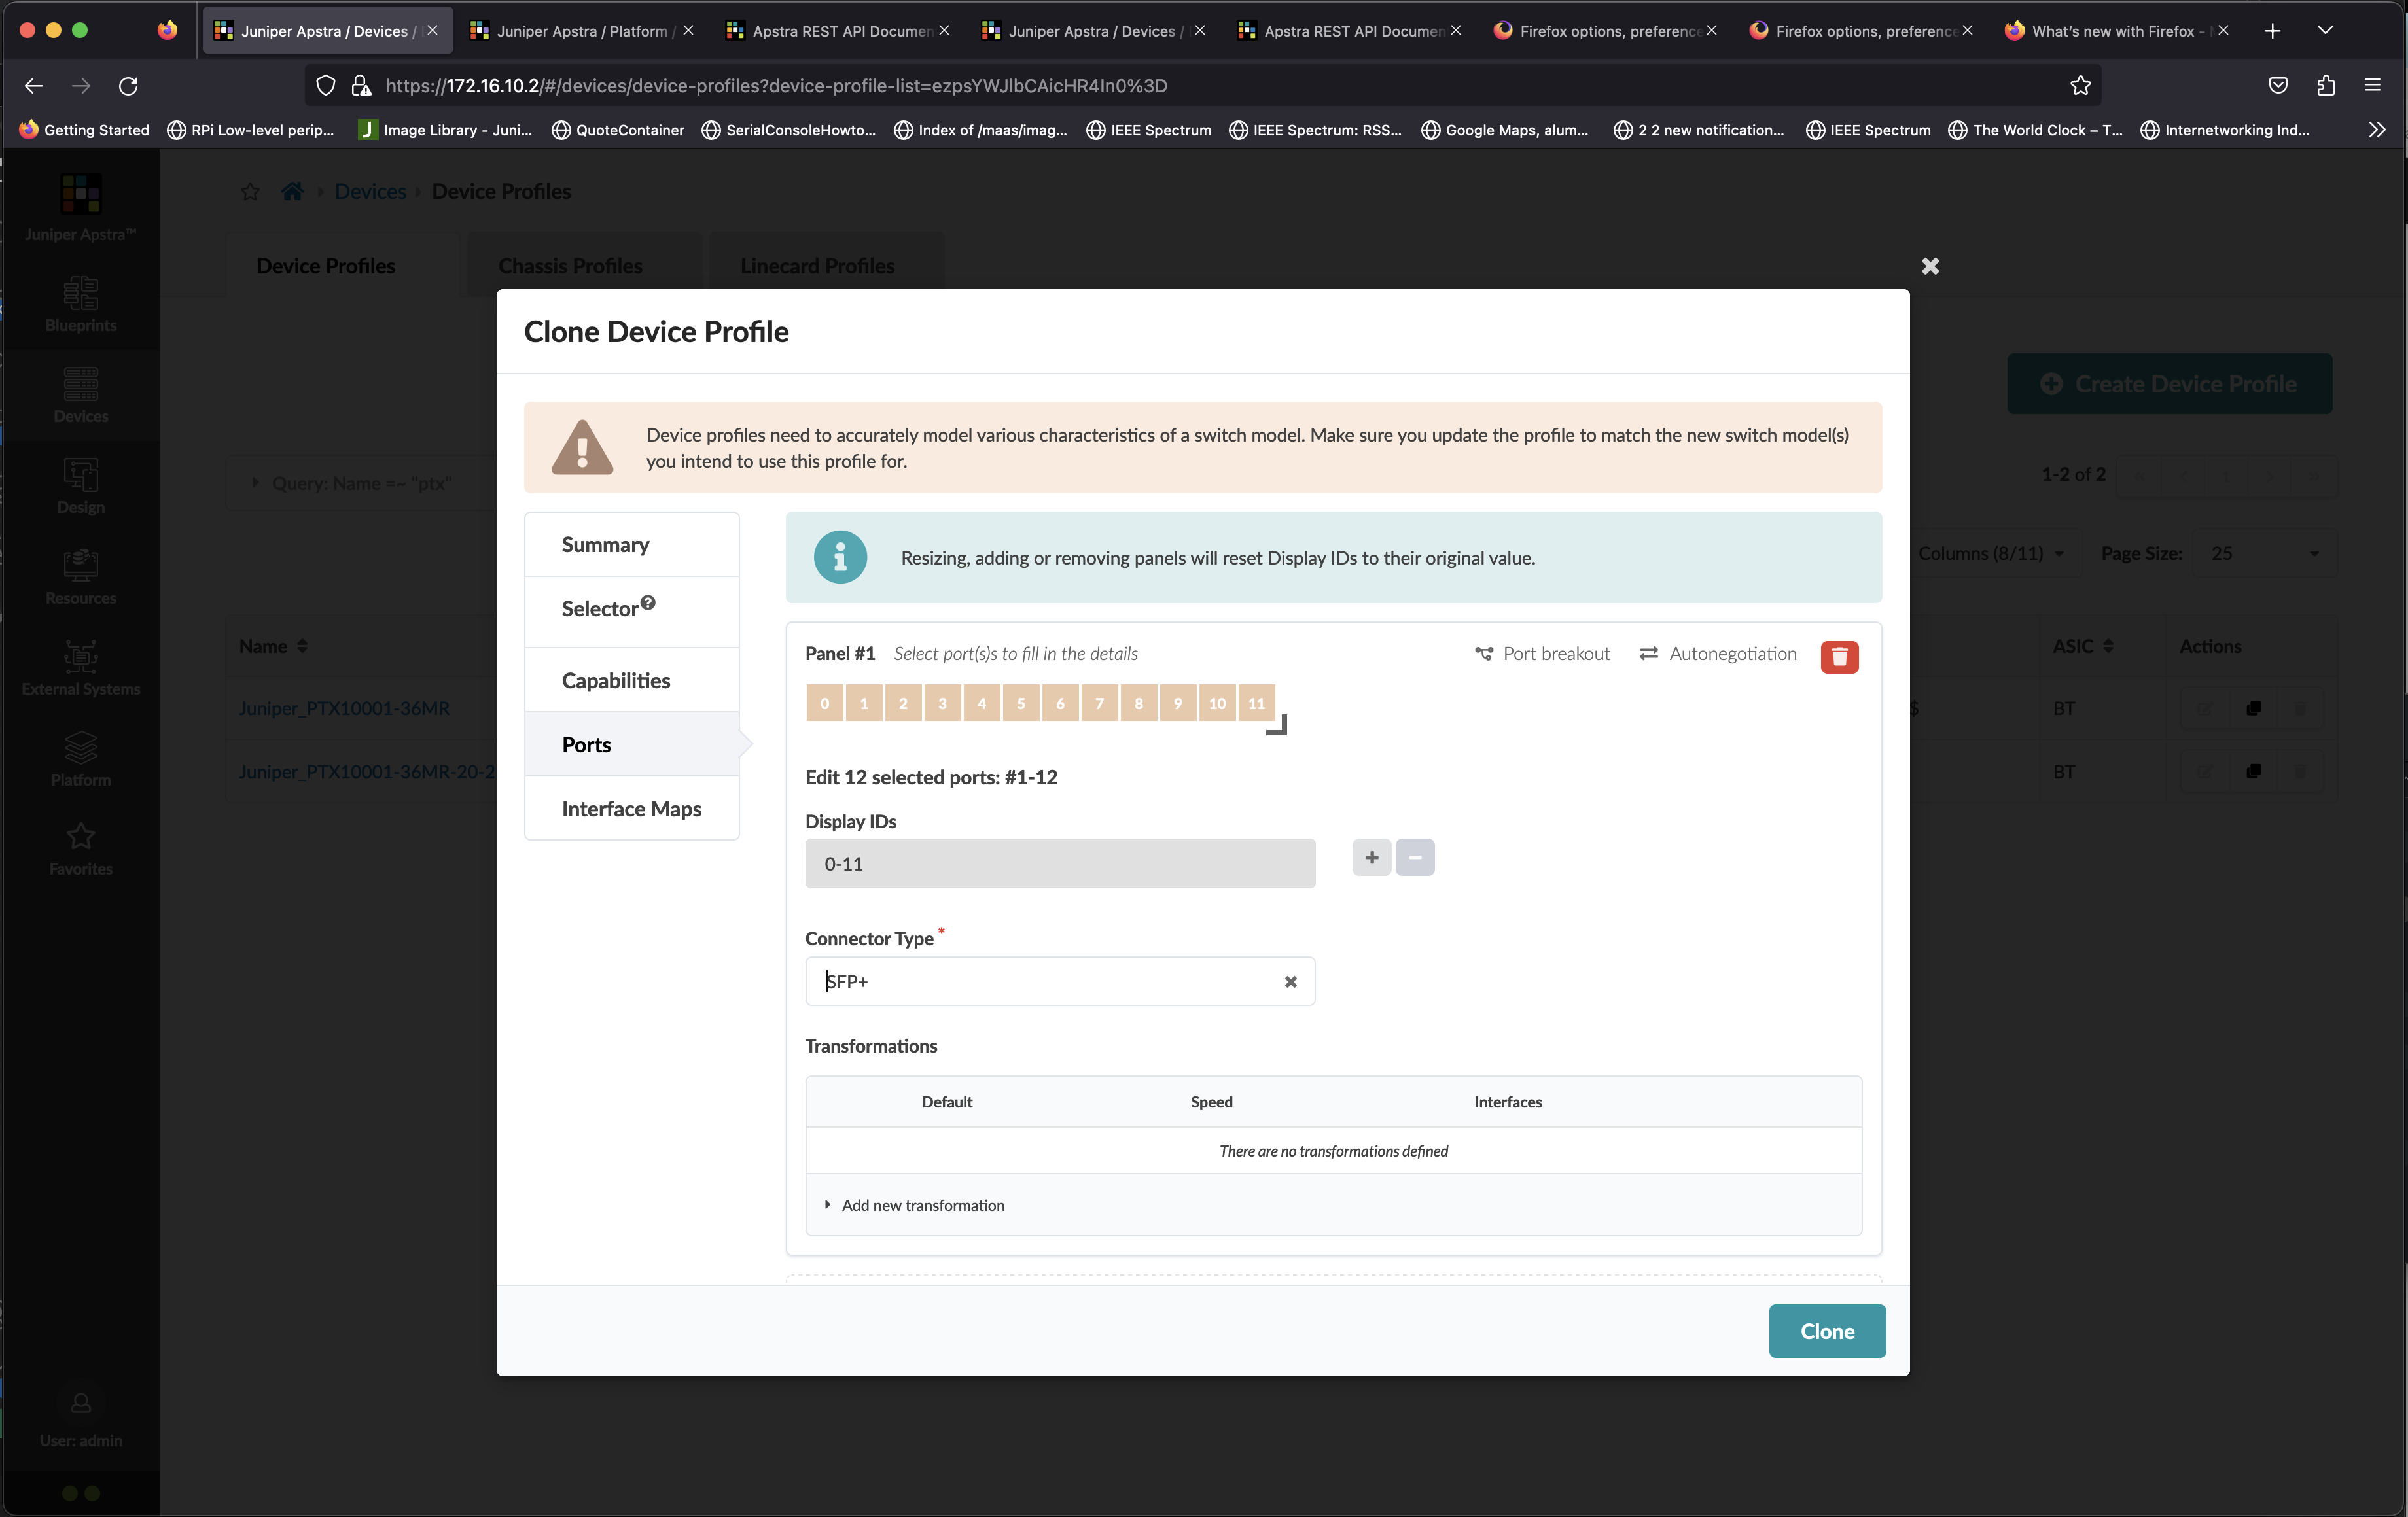 Juniper Apstra / Devices /
Juniper Apstra / Platform /
Apstra REST API Documen
Juniper Apstra / Devices /
Apstra REST API Documen
Firefox options, preference
Firefox options, preference
What's new with Firefox -
https://172.16.10.2/#/devices/device-profiles?device-profile-list=ezpsYWJlbCAicHR4In0%3D
Getting Started
RPi Low-level perip...
Image Library - Juni...
QuoteContainer
SerialConsoleHowto...
Index of /maas/imag...
IEEE Spectrum
IEEE Spectrum: RSS...
Google Maps, alum...
2 2 new notification...
IEEE Spectrum
The World Clock – T...
Internetworking Ind...
Juniper Apstra™
Blueprints
Devices
Design
Resources
External Systems
Platform
Favorites
User: admin
Devices
Device Profiles
Device Profiles
Chassis Profiles
Linecard Profiles
Create Device Profile
Query: Name =~ "ptx"
1-2 of 2
Columns (8/11)
Page Size:
25
Name
ASIC
Actions
Juniper_PTX10001-36MR
$
BT
Juniper_PTX10001-36MR-20-2
BT
Clone Device Profile
Device profiles need to accurately model various characteristics of a switch model. Make sure you update the profile to match the new switch model(s)
you intend to use this profile for.
Summary
Selector
Capabilities
Ports
Interface Maps
Resizing, adding or removing panels will reset Display IDs to their original value.
Panel #1
Select port(s)s to fill in the details
Port breakout
Autonegotiation
0 1 2 3 4 5 6 7 8 9 10 11
Edit 12 selected ports: #1-12
Display IDs
0-11
Connector Type *
SFP+
Transformations
Default
Speed
Interfaces
There are no transformations defined
Add new transformation
Clone